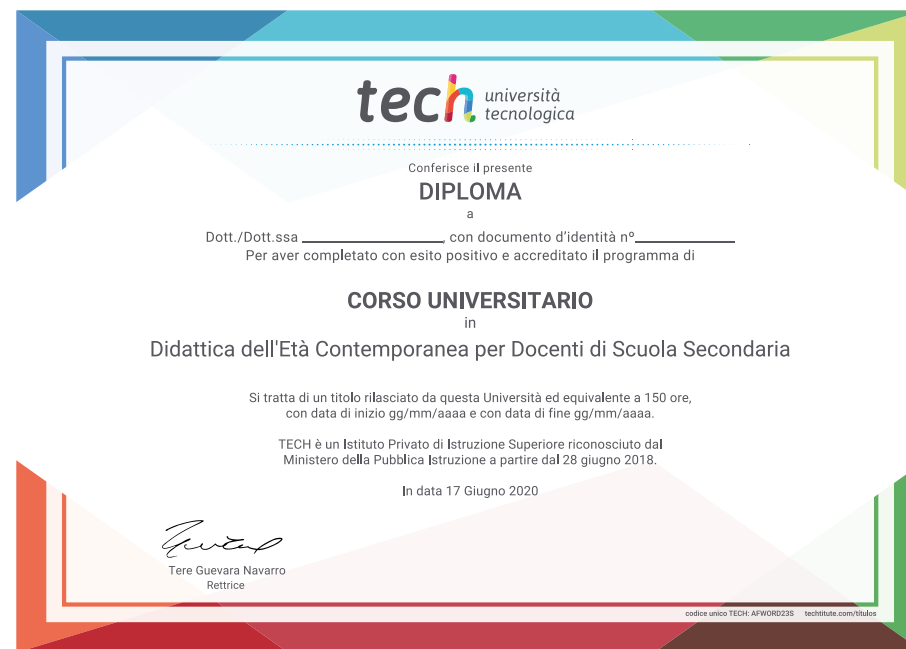 tech università
tecnologica
Conferisce il presente
DIPLOMA
a
Dott./Dott.ssa ____________________, con documento d'identità nº______________
Per aver completato con esito positivo e accreditato il programma di
CORSO UNIVERSITARIO
in
Didattica dell'Età Contemporanea per Docenti di Scuola Secondaria
Si tratta di un titolo rilasciato da questa Università ed equivalente a 150 ore,
con data di inizio gg/mm/aaaa e con data di fine gg/mm/aaaa.
TECH è un Istituto Privato di Istruzione Superiore riconosciuto dal
Ministero della Pubblica Istruzione a partire dal 28 giugno 2018.
In data 17 Giugno 2020
Tere Guevara Navarro
Rettrice
codice unico TECH: AFWORD23S techtitute.com/titulos